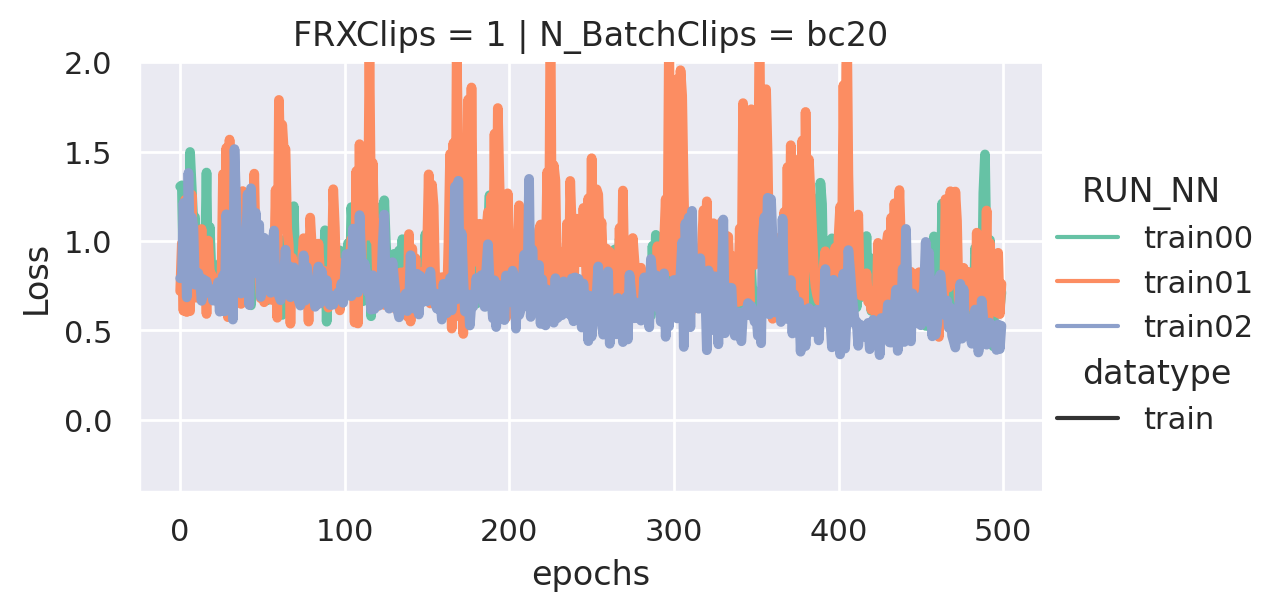 FRXClips = 1 | N_BatchClips = bc20
2.0
1.5
1.0
0.5
0.0
Loss
0
100
200
300
400
500
epochs
RUN_NN
train00
train01
train02
datatype
train